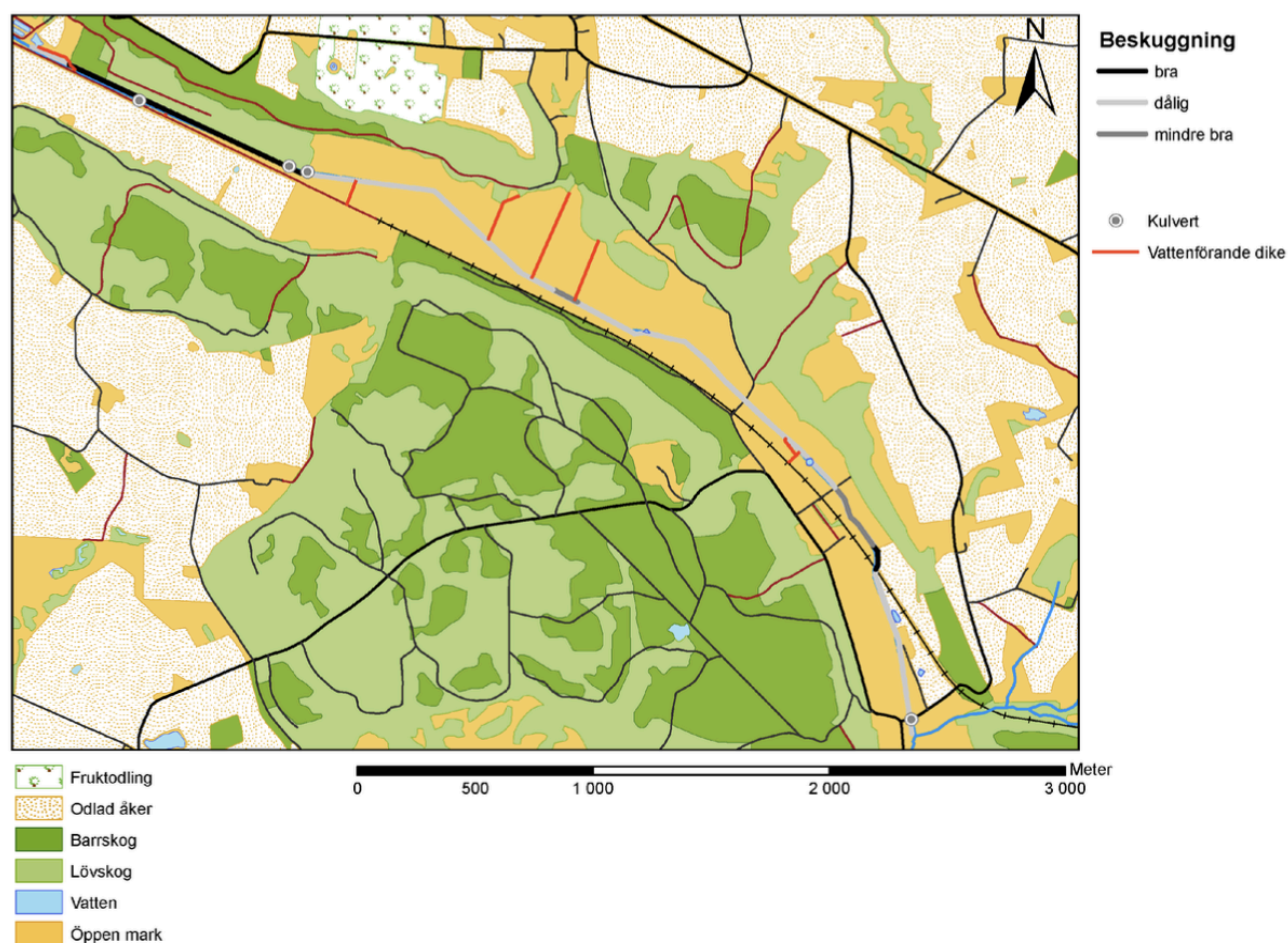 N
Beskuggning
bra
dålig
mindre bra
Kulvert
Vattenförande dike
Fruktodling
Odlad åker
Barrskog
Lövskog
Vatten
Öppen mark
Meter
0 500 1 000 2 000 3 000